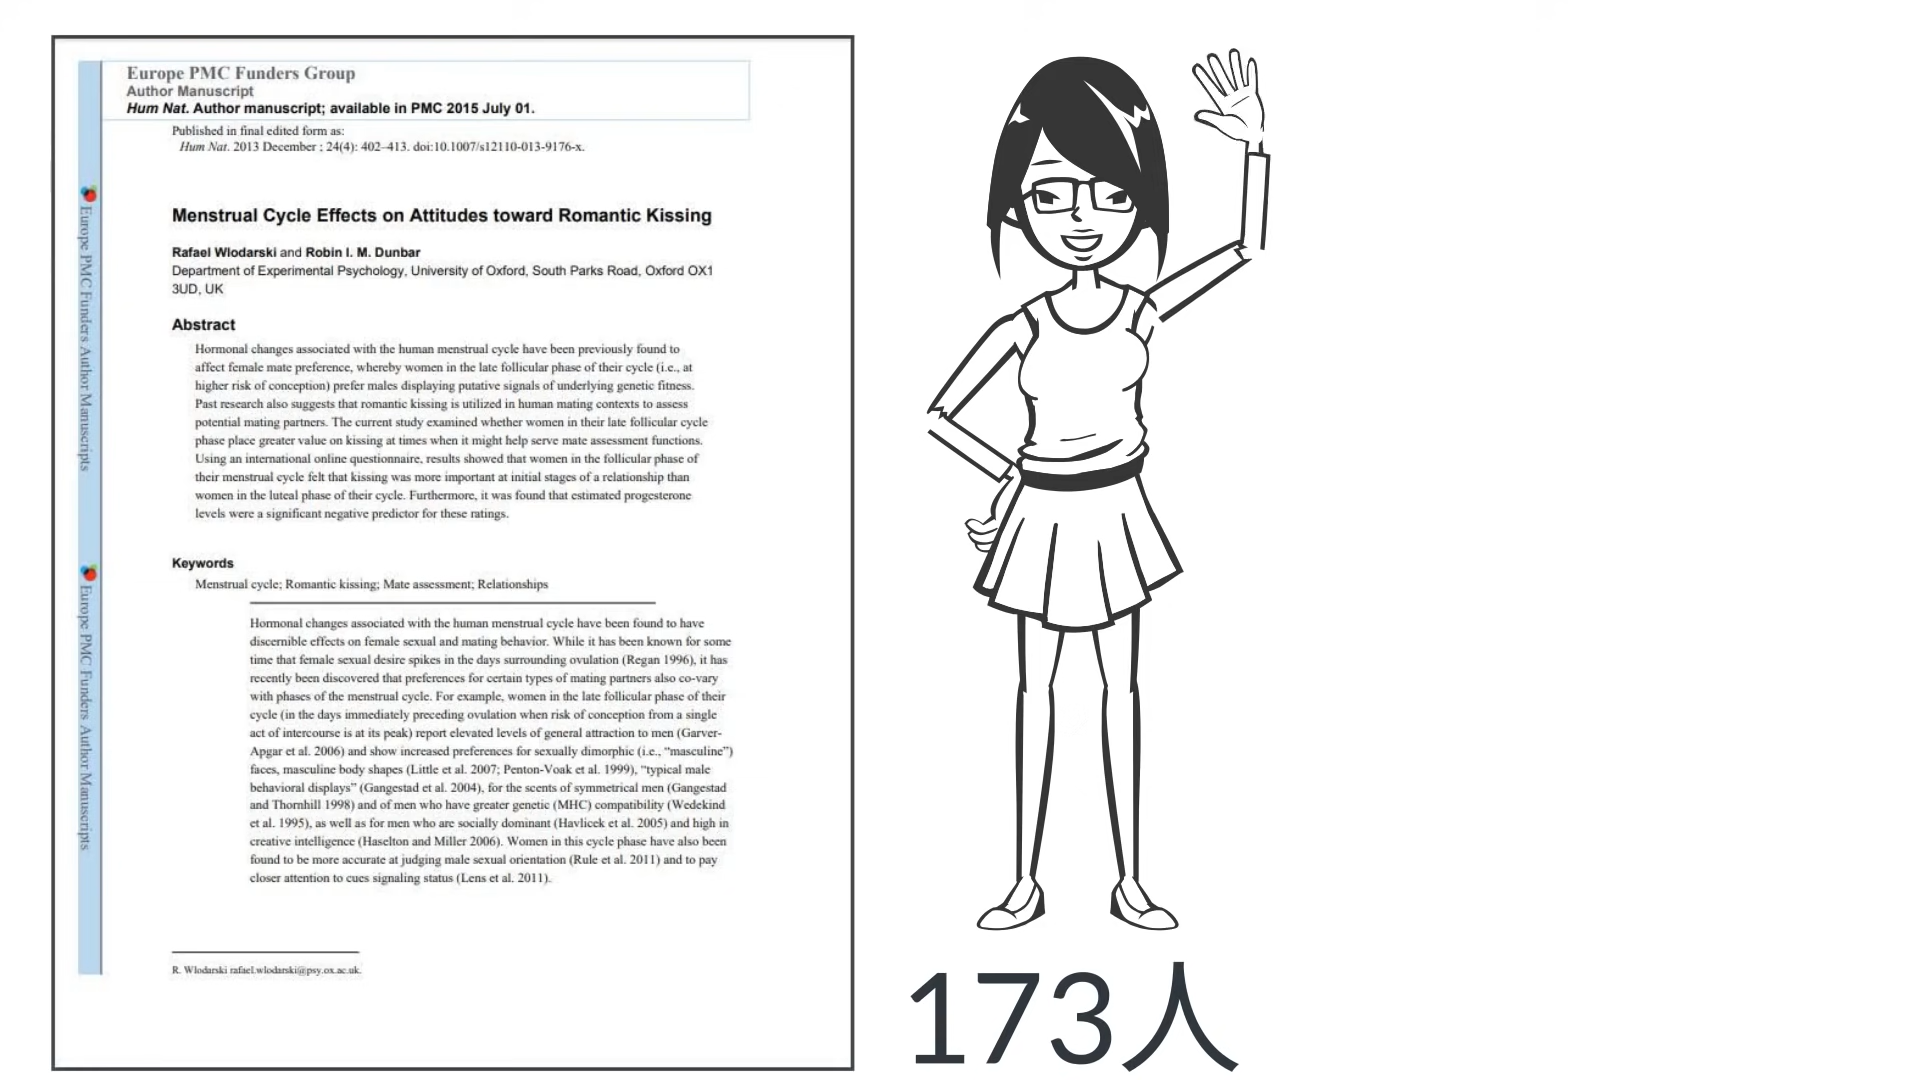 Europe PMC Funders Group
Author Manuscript
Hum Nat. Author manuscript; available in PMC 2015 July 01.
Published in final edited form as:
Hum Nat. 2013 December ; 24(4): 402–413. doi:10.1007/s12110-013-9176-x.
Europe PMC Funders Author Manuscripts
Europe PMC Funders Author Manuscripts
Menstrual Cycle Effects on Attitudes toward Romantic Kissing
Rafael Wlodarski and Robin I. M. Dunbar
Department of Experimental Psychology, University of Oxford, South Parks Road, Oxford OX1
3UD, UK
Abstract
Hormonal changes associated with the human menstrual cycle have been previously found to
affect female mate preference, whereby women in the late follicular phase of their cycle (i.e., at
higher risk of conception) prefer males displaying putative signals of underlying genetic fitness.
Past research also suggests that romantic kissing is utilized in human mating contexts to assess
potential mating partners. The current study examined whether women in their late follicular cycle
phase place greater value on kissing at times when it might help serve mate assessment functions.
Using an international online questionnaire, results showed that women in the follicular phase of
their menstrual cycle felt that kissing was more important at initial stages of a relationship than
women in the luteal phase of their cycle. Furthermore, it was found that estimated progesterone
levels were a significant negative predictor for these ratings.
Keywords
Menstrual cycle; Romantic kissing; Mate assessment; Relationships
Hormonal changes associated with the human menstrual cycle have been found to have
discernible effects on female sexual and mating behavior. While it has been known for some
time that female sexual desire spikes in the days surrounding ovulation (Regan 1996), it has
recently been discovered that preferences for certain types of mating partners also co-vary
with phases of the menstrual cycle. For example, women in the late follicular phase of their
cycle (in the days immediately preceding ovulation when risk of conception from a single
act of intercourse is at its peak) report elevated levels of general attraction to men (Garver-
Apgar et al. 2006) and show increased preferences for sexually dimorphic (i.e., “masculine”)
faces, masculine body shapes (Little et al. 2007; Penton-Voak et al. 1999), “typical male
behavioral displays” (Gangestad et al. 2004), for the scents of symmetrical men (Gangestad
and Thornhill 1998) and of men who have greater genetic (MHC) compatibility (Wedekind
et al. 1995), as well as for men who are socially dominant (Havlicek et al. 2005) and high in
creative intelligence (Haselton and Miller 2006). Women in this cycle phase have also been
found to be more accurate at judging male sexual orientation (Rule et al. 2011) and to pay
closer attention to cues signaling status (Lens et al. 2011).
R. Wlodarski rafael.wlodarski@psy.ox.ac.uk.
173人